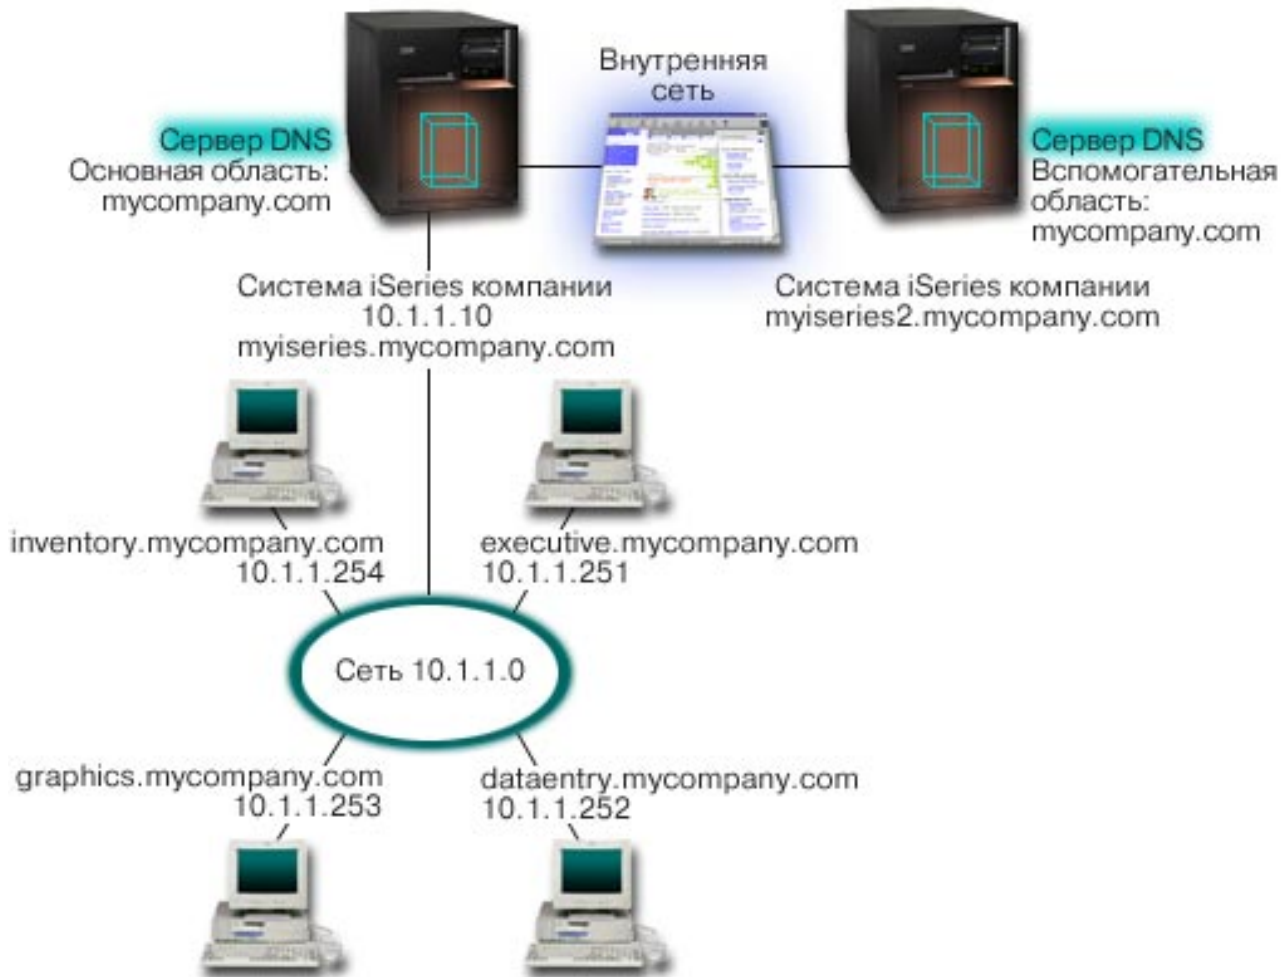 Внутренняя
сеть
Сервер DNS
Основная область:
mycompany.com
Сервер DNS
Вспомогательная
область:
mycompany.com
Система iSeries компании
10.1.1.10
myiseries.mycompany.com
Система iSeries компании
myiseries2.mycompany.com
inventory.mycompany.com
10.1.1.254
executive.mycompany.com
10.1.1.251
Сеть 10.1.1.0
graphics.mycompany.com
10.1.1.253
dataentry.mycompany.com
10.1.1.252